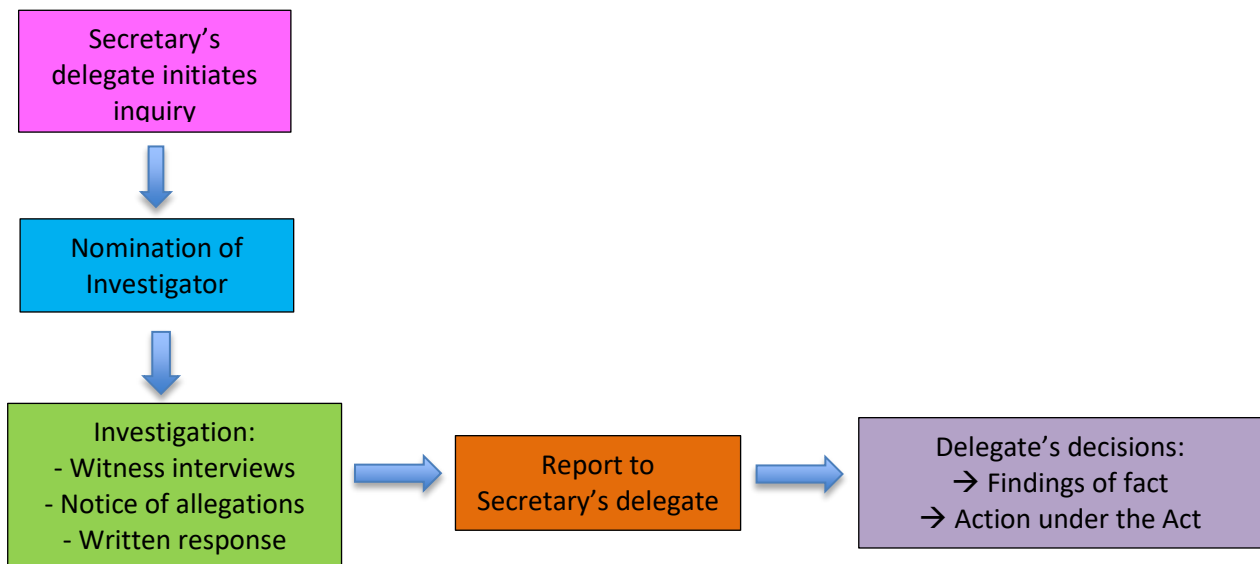 Secretary’s
delegate initiates
inquiry
Nomination of
Investigator
Investigation:
- Witness interviews
- Notice of allegations
- Written response
Report to
Secretary’s delegate
Delegate’s decisions:
→ Findings of fact
→ Action under the Act